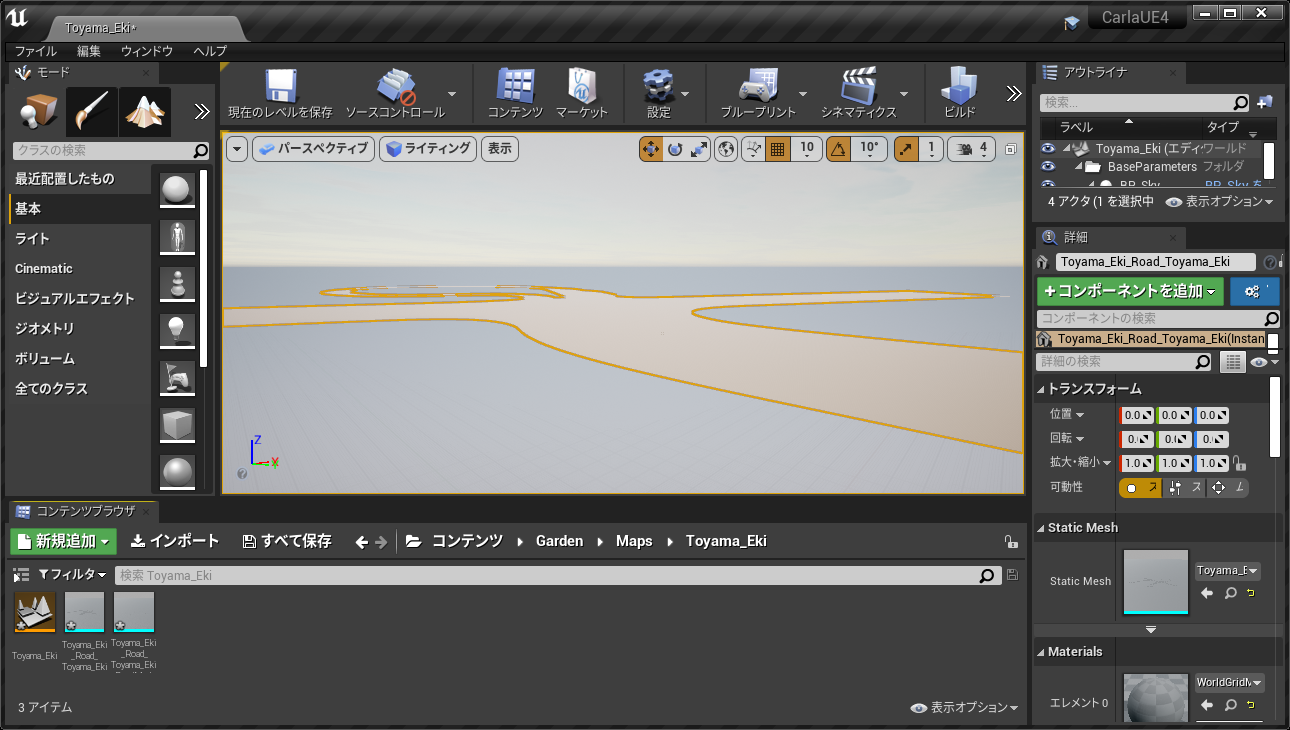 Toyama_Eki*
CarlaUE4
ファイル 編集 ウィンドウ ヘルプ
モード
クラスの検索
最近配置したもの
基本
ライト
Cinematic
ビジュアルエフェクト
ジオメトリ
ボリューム
全てのクラス
現在のレベルを保存 ソースコントロール コンテンツ マーケット 設定 ブループリント シネマティクス ビルド
パースペクティブ ライティング 表示
10 10° 1 4
Z
X
アウトライナ
検索...
ラベル タイプ
Toyama_Eki (エディ ワールド
BaseParameters フォルダ
BP_Sky BP_Sky を
4 アクタ(1 を選択中 表示オプション
詳細
Toyama_Eki_Road_Toyama_Eki
+コンポーネントを追加
コンポーネントの検索
Toyama_Eki_Road_Toyama_Eki(Instan
詳細の検索
トランスフォーム
位置 0.0 0.0 0.0
回転 0.( 0.( 0.(
拡大・縮小 1.0 1.0 1.0
可動性 ス ス ム
Static Mesh
Static Mesh Toyama_E
Materials
エレメント 0 WorldGridM
コンテンツブラウザ
新規追加 インポート すべて保存 コンテンツ Garden Maps Toyama_Eki
フィルタ 検索 Toyama_Eki
Toyama_Eki
Toyama_Eki
_Road_
Toyama_Eki
Toyama_Eki
_Road_
Toyama_Eki
3 アイテム
表示オプション